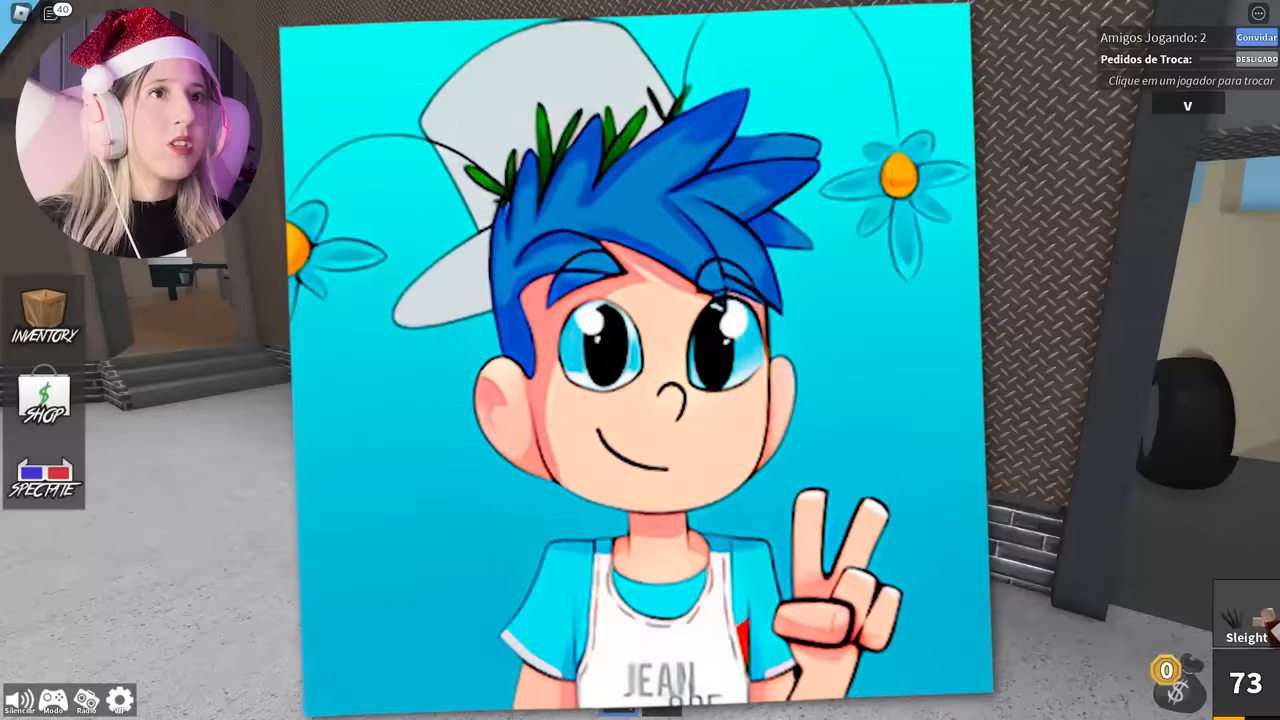 40
Amigos Jogando: 2
Convidar
Pedidos de Troca:
DESLIGADO
Clique em um jogador para trocar
v
INVENTORY
SHOP
SPECTATE
JEAN
Sleight
0
73
Silenciar
Modo
Radio
VIP